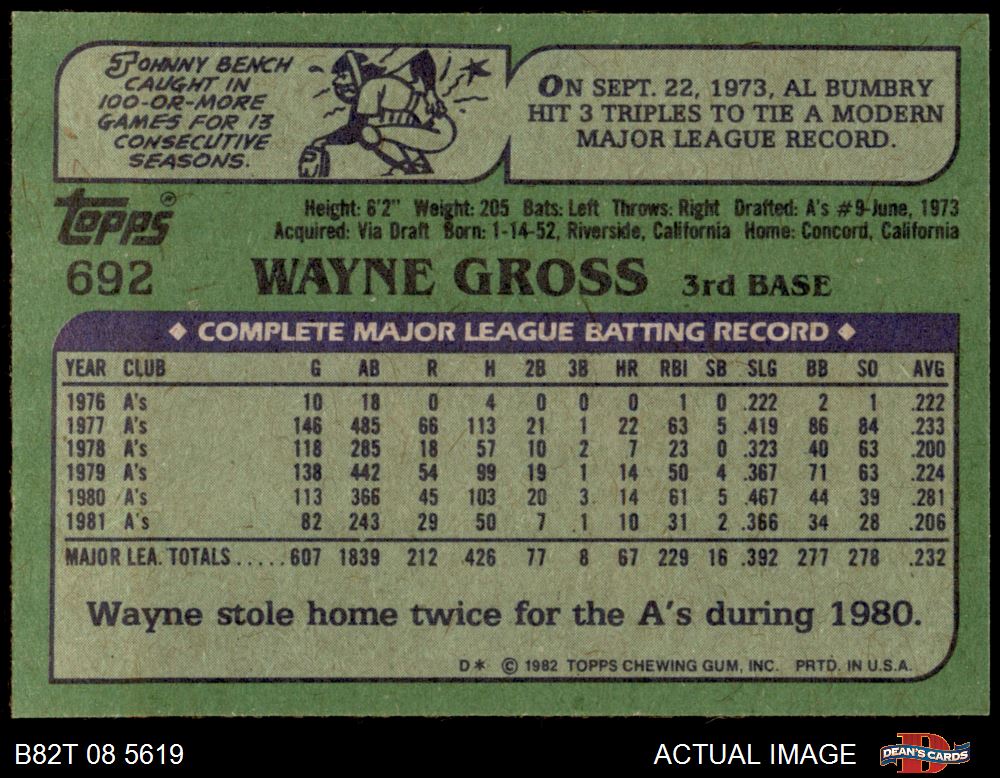 JOHNNY BENCH
CAUGHT IN
100-OR-MORE
GAMES FOR 13
CONSECUTIVE
SEASONS.
ON SEPT. 22, 1973, AL BUMBRY
HIT 3 TRIPLES TO TIE A MODERN
MAJOR LEAGUE RECORD.
Topps®
Height: 6'2" Weight: 205 Bats: Left Throws: Right Drafted: A's #9-June, 1973
Acquired: Via Draft Born: 1-14-52, Riverside, California Home: Concord, California
692 WAYNE GROSS 3rd BASE
◆ COMPLETE MAJOR LEAGUE BATTING RECORD ◆
YEAR CLUB G AB R H 2B 3B HR RBI SB SLG BB SO AVG
1976 A's 10 18 0 4 0 0 0 1 0 .222 2 1 .222
1977 A's 146 485 66 113 21 1 22 63 5 .419 86 84 .233
1978 A's 118 285 18 57 10 2 7 23 0 .323 40 63 .200
1979 A's 138 442 54 99 19 1 14 50 4 .367 71 63 .224
1980 A's 113 366 45 103 20 3 14 61 5 .467 44 39 .281
1981 A's 82 243 29 50 7 1 10 31 2 .366 34 28 .206
MAJOR LEA. TOTALS ..... 607 1839 212 426 77 8 67 229 16 .392 277 278 .232
Wayne stole home twice for the A's during 1980.
D* © 1982 TOPPS CHEWING GUM, INC. PRTD. IN U.S.A.
B82T 08 5619 ACTUAL IMAGE D DEAN'S CARDS